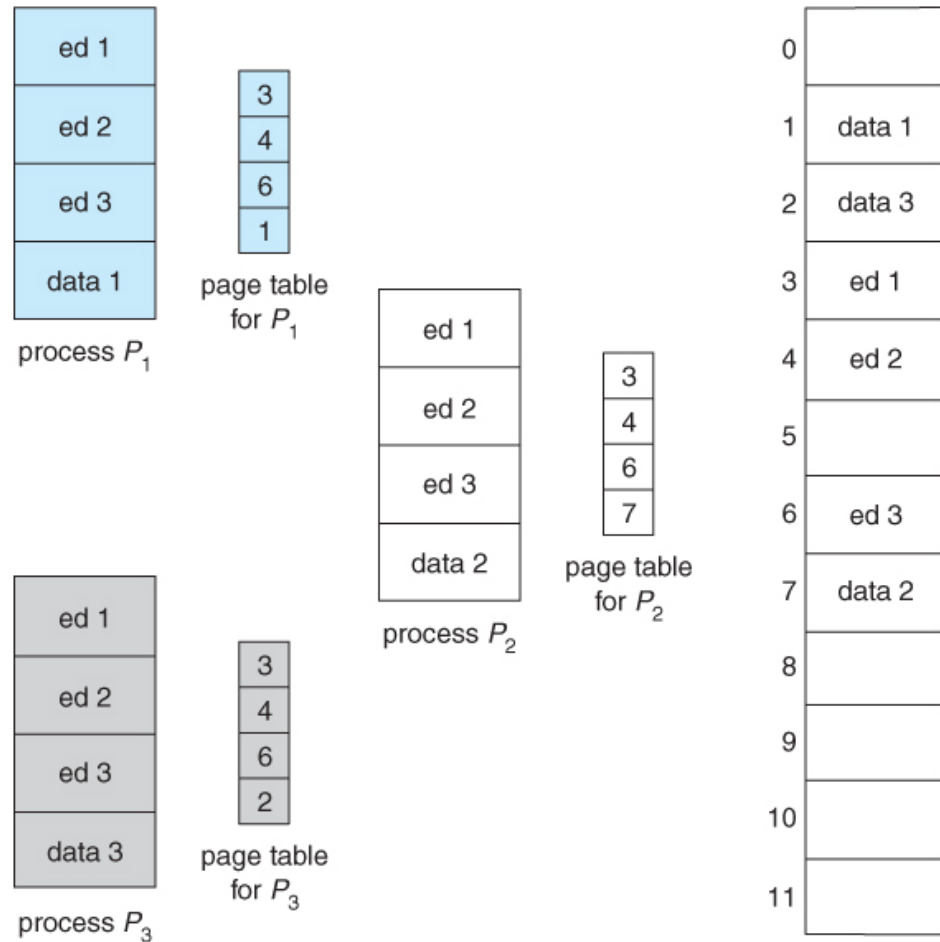 ed 1
ed 2
ed 3
data 1
process P1
3
4
6
1
page table
for P1
ed 1
ed 2
ed 3
data 2
process P2
3
4
6
7
page table
for P2
ed 1
ed 2
ed 3
data 3
process P3
3
4
6
2
page table
for P3
0
1 data 1
2 data 3
3 ed 1
4 ed 2
5
6 ed 3
7 data 2
8
9
10
11